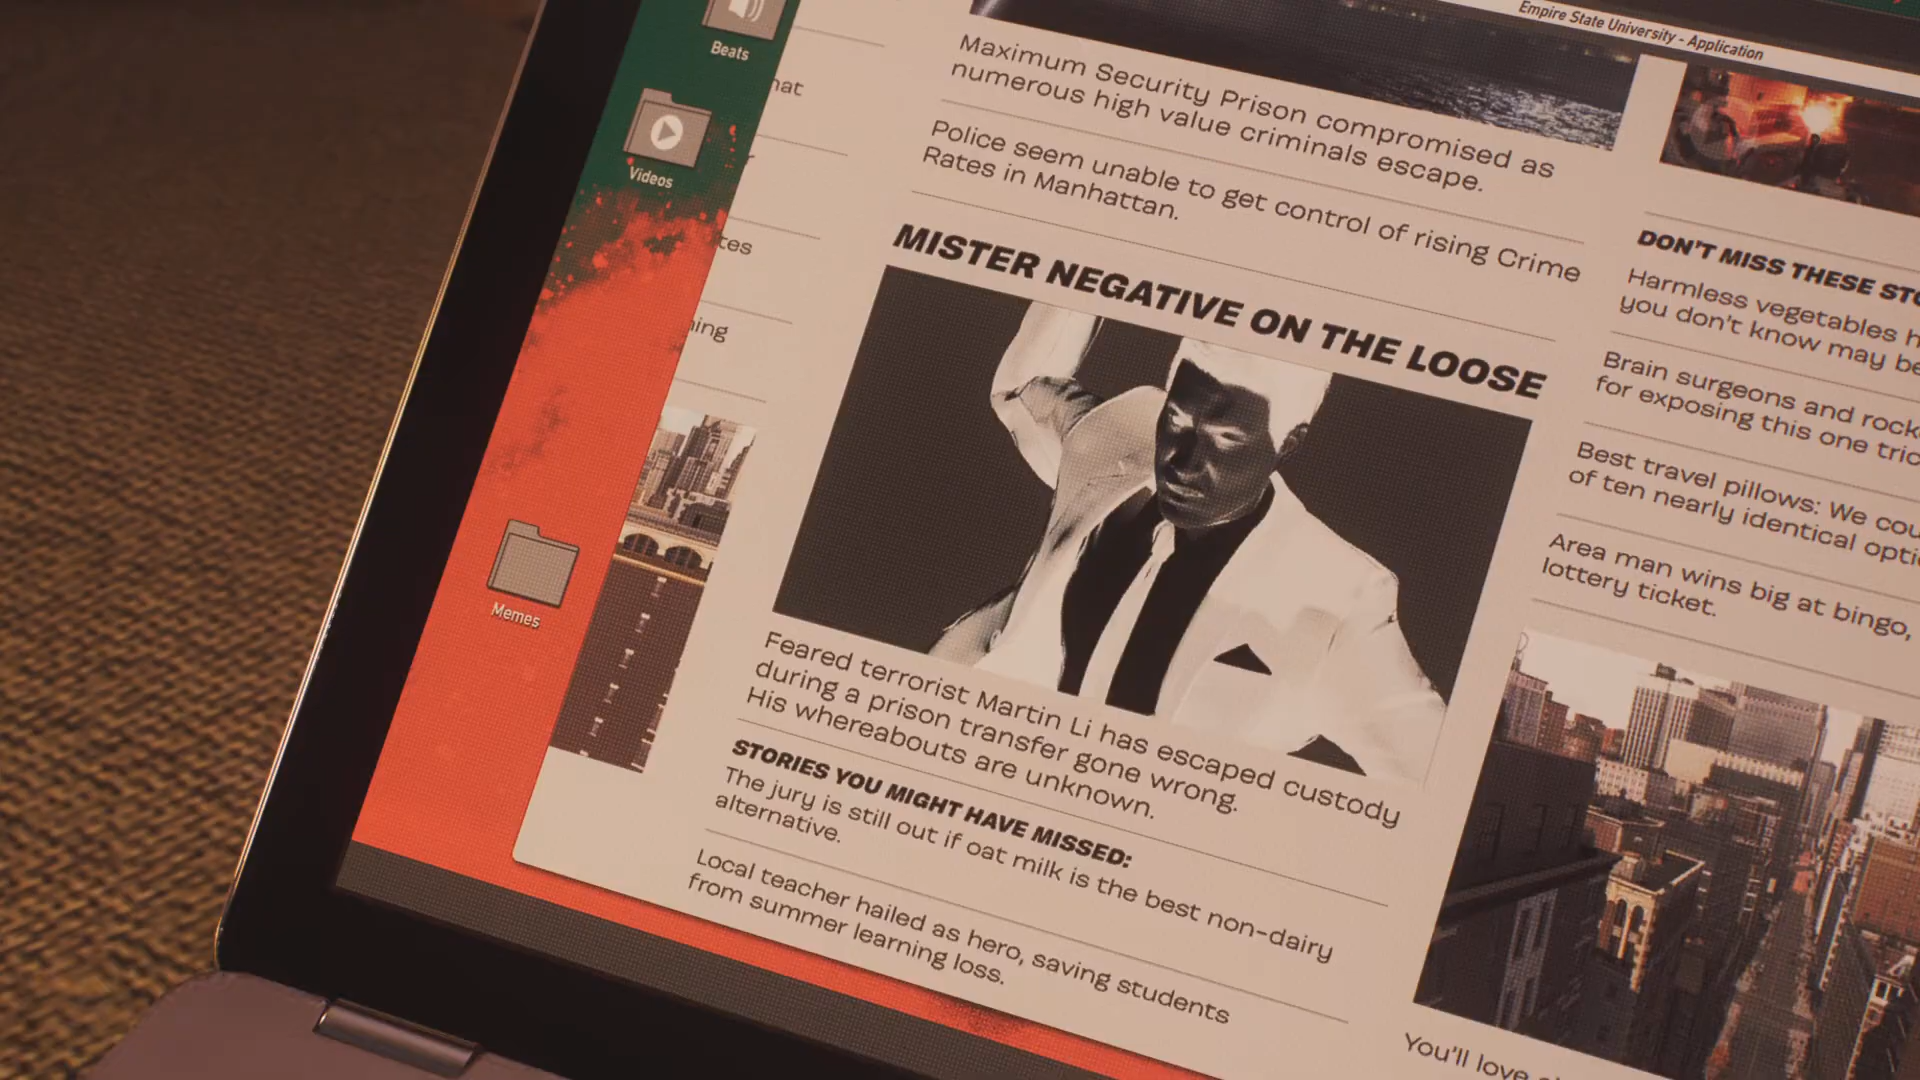 Beats
Videos
Memes
Empire State University - Application
Maximum Security Prison compromised as
numerous high value criminals escape.
Police seem unable to get control of rising Crime
Rates in Manhattan.
MISTER NEGATIVE ON THE LOOSE
Feared terrorist Martin Li has escaped custody
during a prison transfer gone wrong.
His whereabouts are unknown.
STORIES YOU MIGHT HAVE MISSED:
The jury is still out if oat milk is the best non-dairy
alternative.
Local teacher hailed as hero, saving students
from summer learning loss.
DON'T MISS THESE
Harmless vegetables
you don't know may be
Brain surgeons and
for exposing this one
Best travel pillows: We
of ten nearly identical
Area man wins big at bingo,
lottery ticket.
You'll love